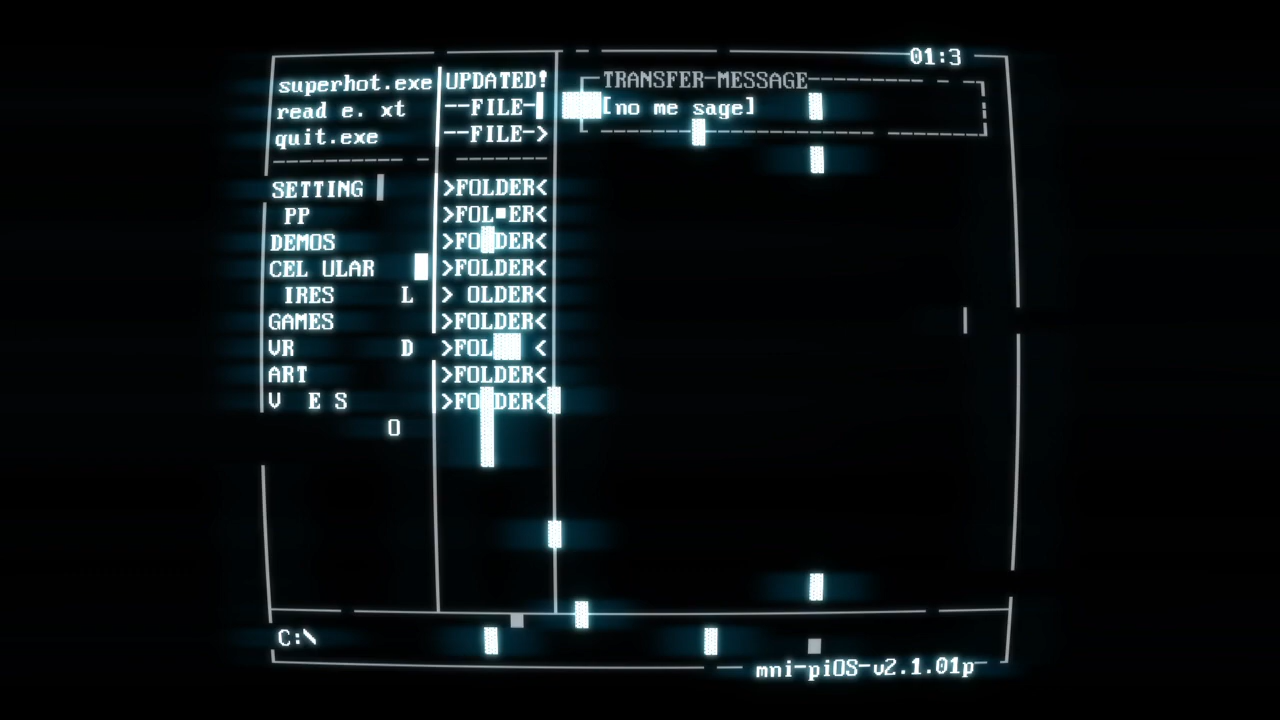 01:3
superhot.exe UPDATED! TRANSFER-MESSAGE
read e. xt --FILE- [no me sage]
quit.exe --FILE->
SETTING >FOLDER<
PP >FOL ER<
DEMOS >FO DER<
CEL ULAR >FOLDER<
IRES L > OLDER<
GAMES >FOLDER<
VR D >FOL <
ART >FOLDER<
V E S >FO DER<
O
C:\
mni-piOS-v2.1.01p